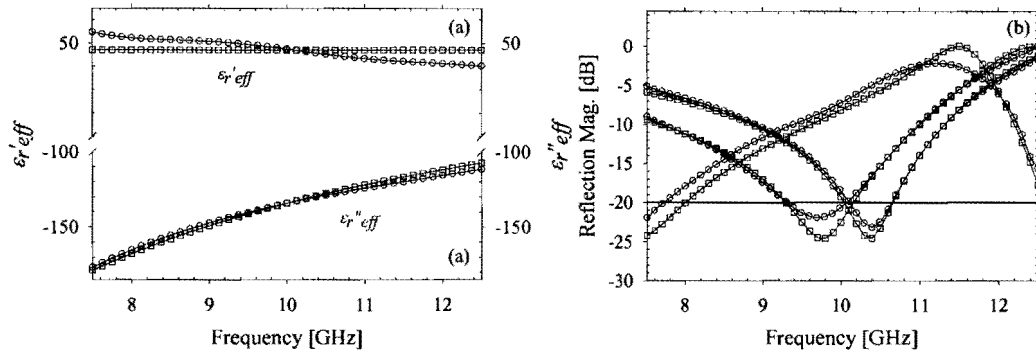 (a)
50
50
εr'eff
εr'eff
-100
-100
εr''eff
-150
-150
εr''eff
(a)
8
9
10
11
12
Frequency [GHz]
(b)
0
-5
-10
-15
-20
-25
-30
Reflection Mag. [dB]
8
9
10
11
12
Frequency [GHz]